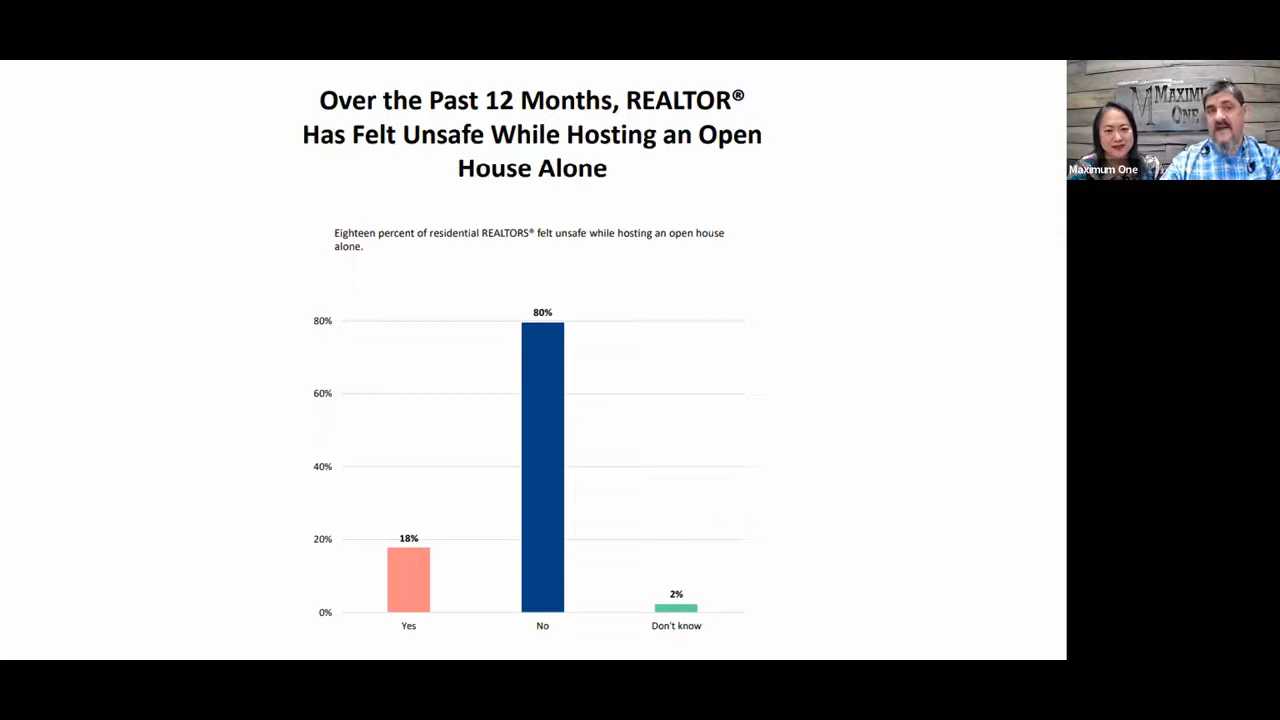 Over the Past 12 Months, REALTOR®
Has Felt Unsafe While Hosting an Open
House Alone
Eighteen percent of residential REALTORS® felt unsafe while hosting an open house
alone.
80%
80%
60%
40%
20%
18%
2%
0%
Yes
No
Don't know
M MAXIMU
ONE
Maximum One